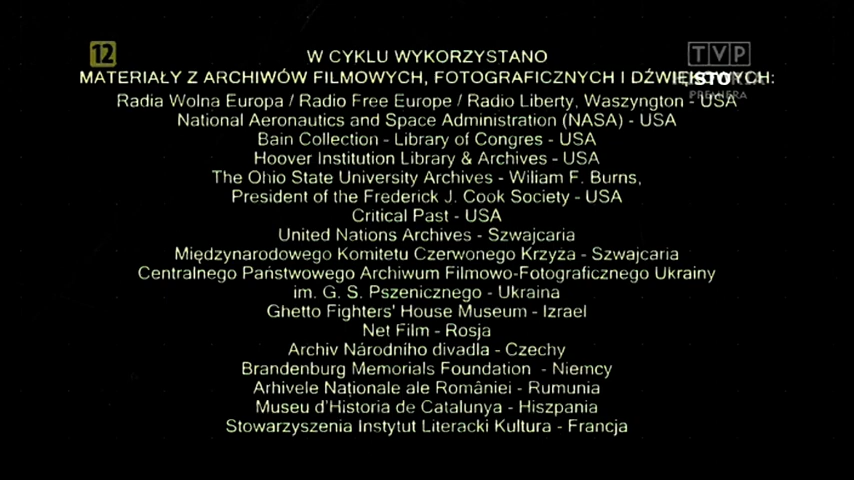 12
TVP
HISTORIA
PREMIERA
W CYKLU WYKORZYSTANO
MATERIAŁY Z ARCHIWÓW FILMOWYCH, FOTOGRAFICZNYCH I DŹWIĘKOWYCH:
Radia Wolna Europa / Radio Free Europe / Radio Liberty, Waszyngton - USA
National Aeronautics and Space Administration (NASA) - USA
Bain Collection - Library of Congres - USA
Hoover Institution Library & Archives - USA
The Ohio State University Archives - Wiliam F. Burns,
President of the Frederick J. Cook Society - USA
Critical Past - USA
United Nations Archives - Szwajcaria
Międzynarodowego Komitetu Czerwonego Krzyza - Szwajcaria
Centralnego Państwowego Archiwum Filmowo-Fotograficznego Ukrainy
im. G. S. Pszenicznego - Ukraina
Ghetto Fighters' House Museum - Izrael
Net Film - Rosja
Archiv Národniho divadla - Czechy
Brandenburg Memorials Foundation - Niemcy
Arhivele Naționale ale României - Rumunia
Museu d'Historia de Catalunya - Hiszpania
Stowarzyszenia Instytut Literacki Kultura - Francja